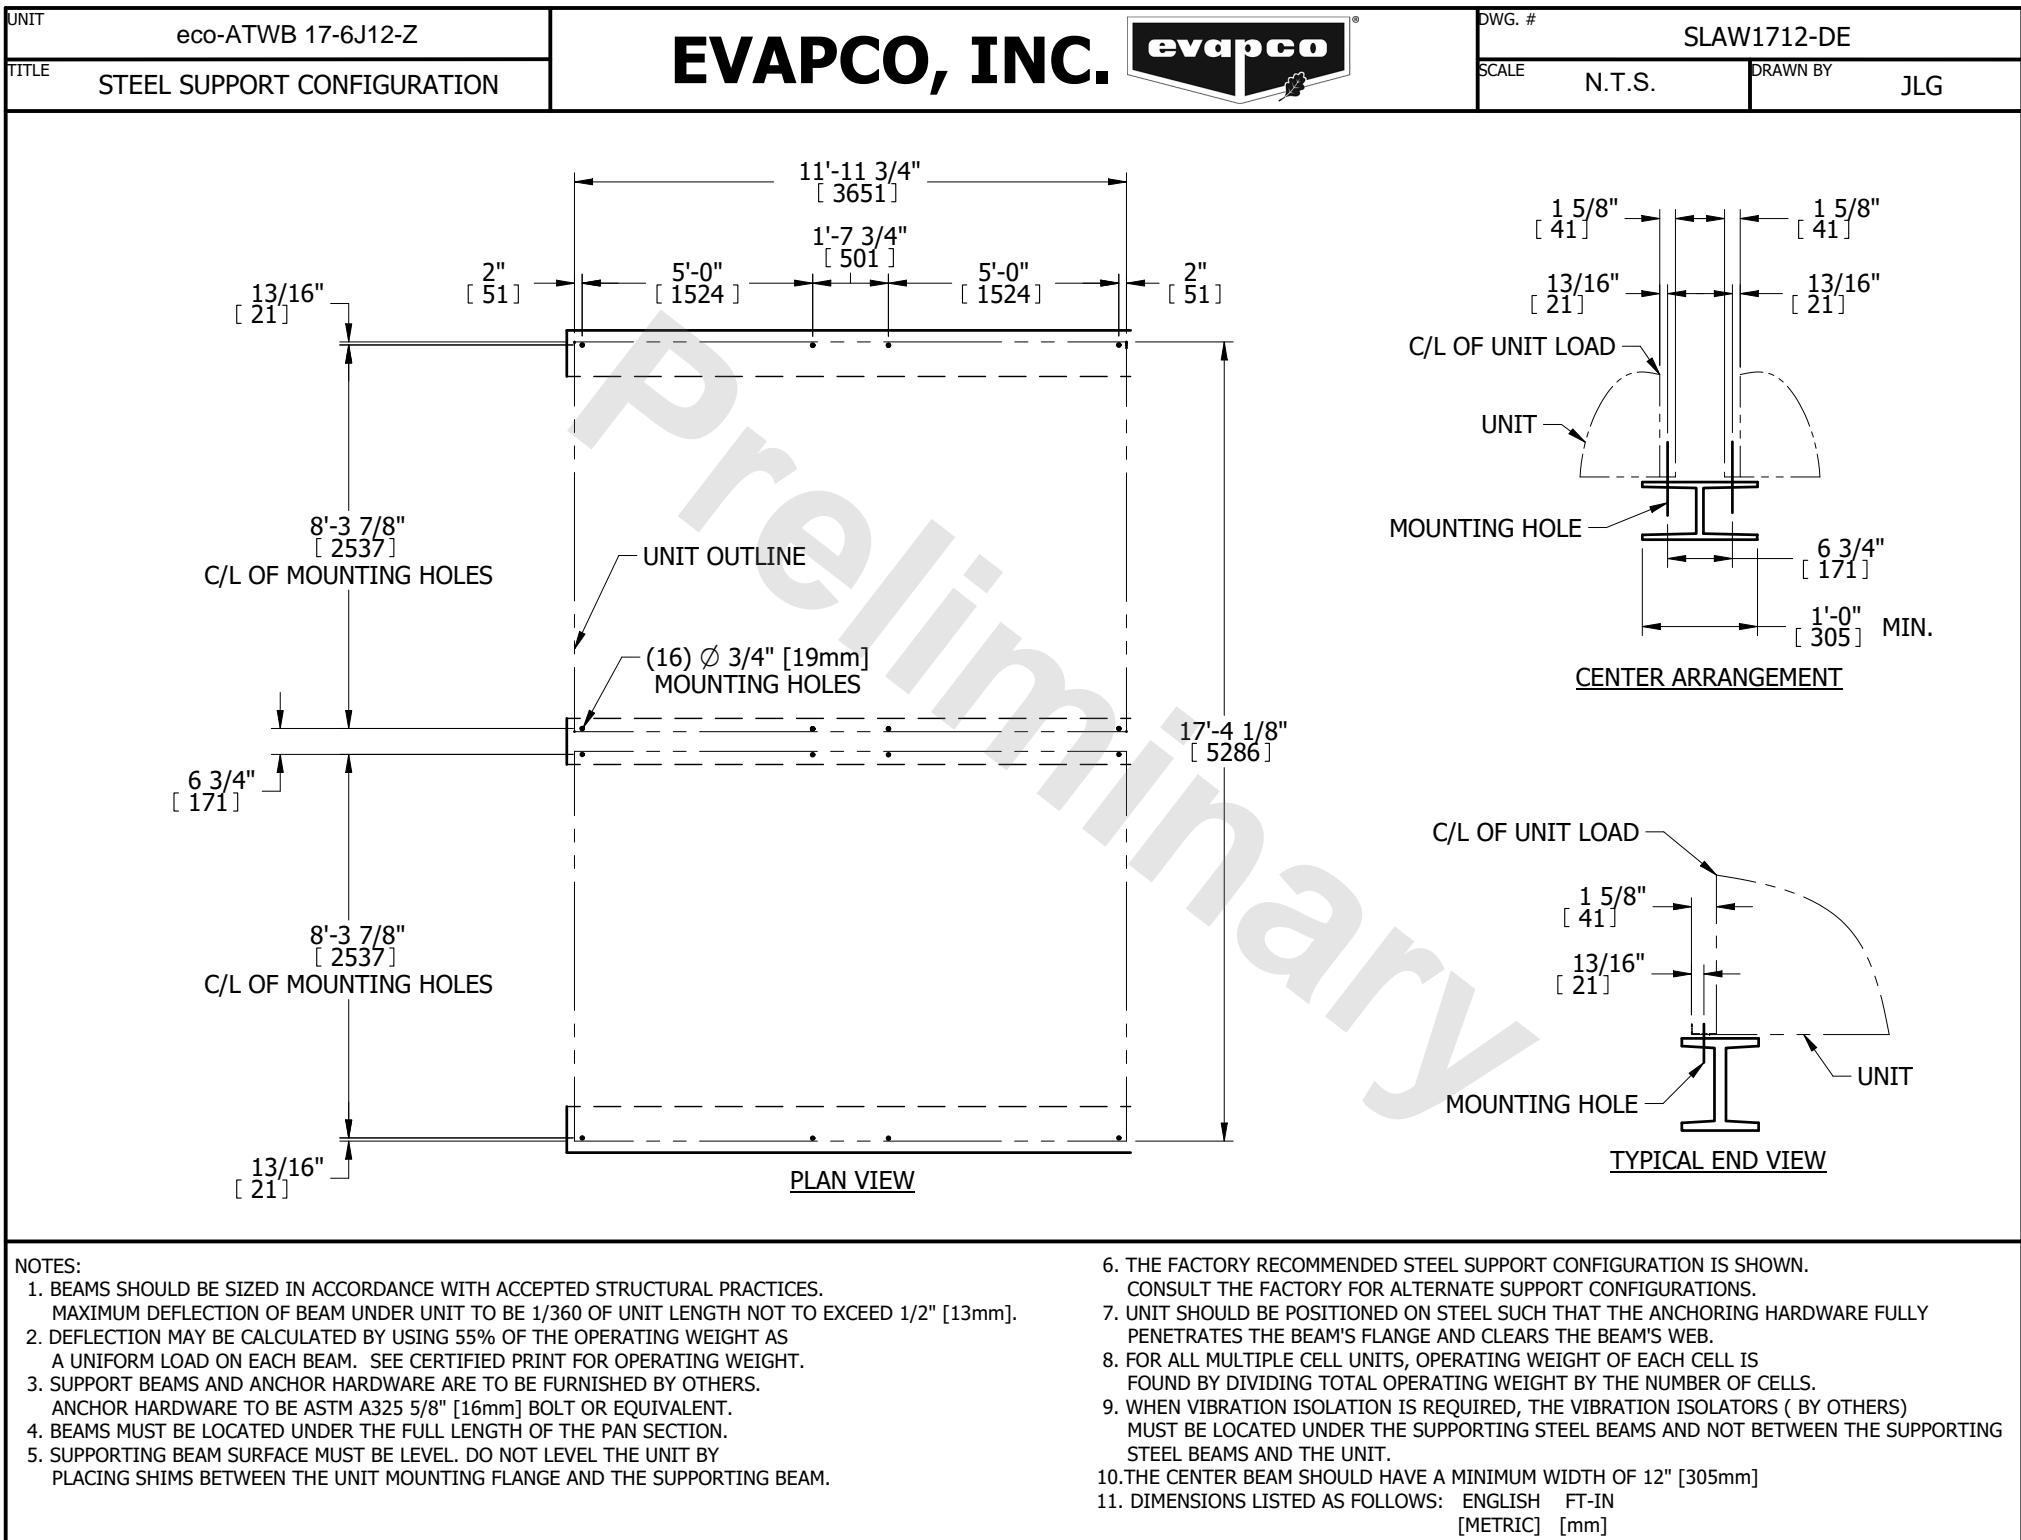 UNIT
eco-ATWB 17-6J12-Z
TITLE
STEEL SUPPORT CONFIGURATION
EVAPCO, INC.
evapco
®
DWG. #
SLAW1712-DE
SCALE
N.T.S.
DRAWN BY
JLG
11'-11 3/4"
[ 3651]
1'-7 3/4"
[ 501 ]
2"
[ 51]
5'-0"
[ 1524 ]
5'-0"
[ 1524]
2"
[ 51]
13/16"
[ 21]
8'-3 7/8"
[ 2537]
C/L OF MOUNTING HOLES
UNIT OUTLINE
(16) Ø 3/4" [19mm]
MOUNTING HOLES
6 3/4"
[ 171]
17'-4 1/8"
[ 5286]
8'-3 7/8"
[ 2537]
C/L OF MOUNTING HOLES
13/16"
[ 21]
PLAN VIEW
Preliminary
1 5/8"
[ 41]
1 5/8"
[ 41]
13/16"
[ 21]
13/16"
[ 21]
C/L OF UNIT LOAD
UNIT
MOUNTING HOLE
6 3/4"
[ 171]
1'-0"
[ 305] MIN.
CENTER ARRANGEMENT
C/L OF UNIT LOAD
1 5/8"
[ 41]
13/16"
[ 21]
UNIT
MOUNTING HOLE
TYPICAL END VIEW
NOTES:
1. BEAMS SHOULD BE SIZED IN ACCORDANCE WITH ACCEPTED STRUCTURAL PRACTICES.
MAXIMUM DEFLECTION OF BEAM UNDER UNIT TO BE 1/360 OF UNIT LENGTH NOT TO EXCEED 1/2" [13mm].
2. DEFLECTION MAY BE CALCULATED BY USING 55% OF THE OPERATING WEIGHT AS
A UNIFORM LOAD ON EACH BEAM. SEE CERTIFIED PRINT FOR OPERATING WEIGHT.
3. SUPPORT BEAMS AND ANCHOR HARDWARE ARE TO BE FURNISHED BY OTHERS.
ANCHOR HARDWARE TO BE ASTM A325 5/8" [16mm] BOLT OR EQUIVALENT.
4. BEAMS MUST BE LOCATED UNDER THE FULL LENGTH OF THE PAN SECTION.
5. SUPPORTING BEAM SURFACE MUST BE LEVEL. DO NOT LEVEL THE UNIT BY
PLACING SHIMS BETWEEN THE UNIT MOUNTING FLANGE AND THE SUPPORTING BEAM.
6. THE FACTORY RECOMMENDED STEEL SUPPORT CONFIGURATION IS SHOWN.
CONSULT THE FACTORY FOR ALTERNATE SUPPORT CONFIGURATIONS.
7. UNIT SHOULD BE POSITIONED ON STEEL SUCH THAT THE ANCHORING HARDWARE FULLY
PENETRATES THE BEAM'S FLANGE AND CLEARS THE BEAM'S WEB.
8. FOR ALL MULTIPLE CELL UNITS, OPERATING WEIGHT OF EACH CELL IS
FOUND BY DIVIDING TOTAL OPERATING WEIGHT BY THE NUMBER OF CELLS.
9. WHEN VIBRATION ISOLATION IS REQUIRED, THE VIBRATION ISOLATORS ( BY OTHERS)
MUST BE LOCATED UNDER THE SUPPORTING STEEL BEAMS AND NOT BETWEEN THE SUPPORTING
STEEL BEAMS AND THE UNIT.
10.THE CENTER BEAM SHOULD HAVE A MINIMUM WIDTH OF 12" [305mm]
11. DIMENSIONS LISTED AS FOLLOWS: ENGLISH FT-IN
[METRIC] [mm]